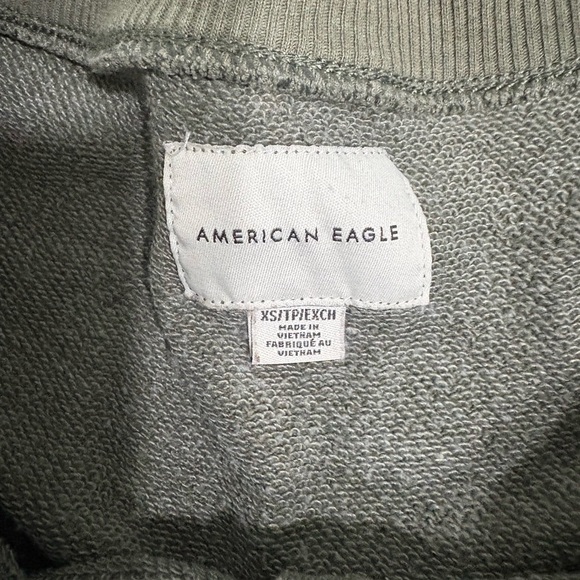 AMERICAN EAGLE
XS/TP/EXCH
MADE IN
VIETNAM
FABRIQUÉ AU
VIETNAM